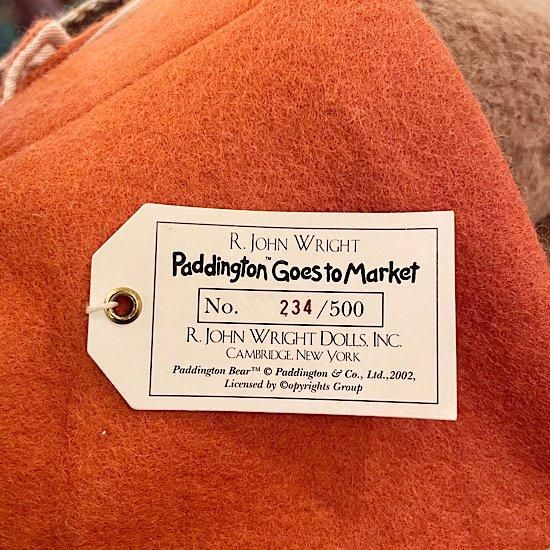 R. JOHN WRIGHT
Paddington™ Goes to Market
No. 234/500
R. JOHN WRIGHT DOLLS, INC.
CAMBRIDGE, NEW YORK
Paddington Bear™ © Paddington & Co., Ltd.,2002,
Licensed by ©opyrights Group